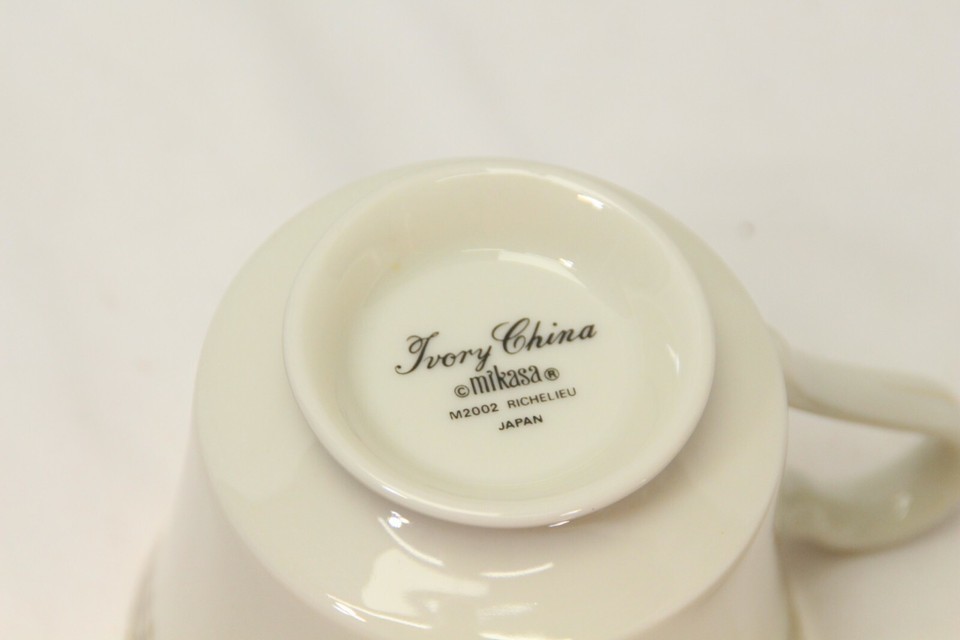 Ivory China
©mikasa®
M2002 RICHELIEU
JAPAN